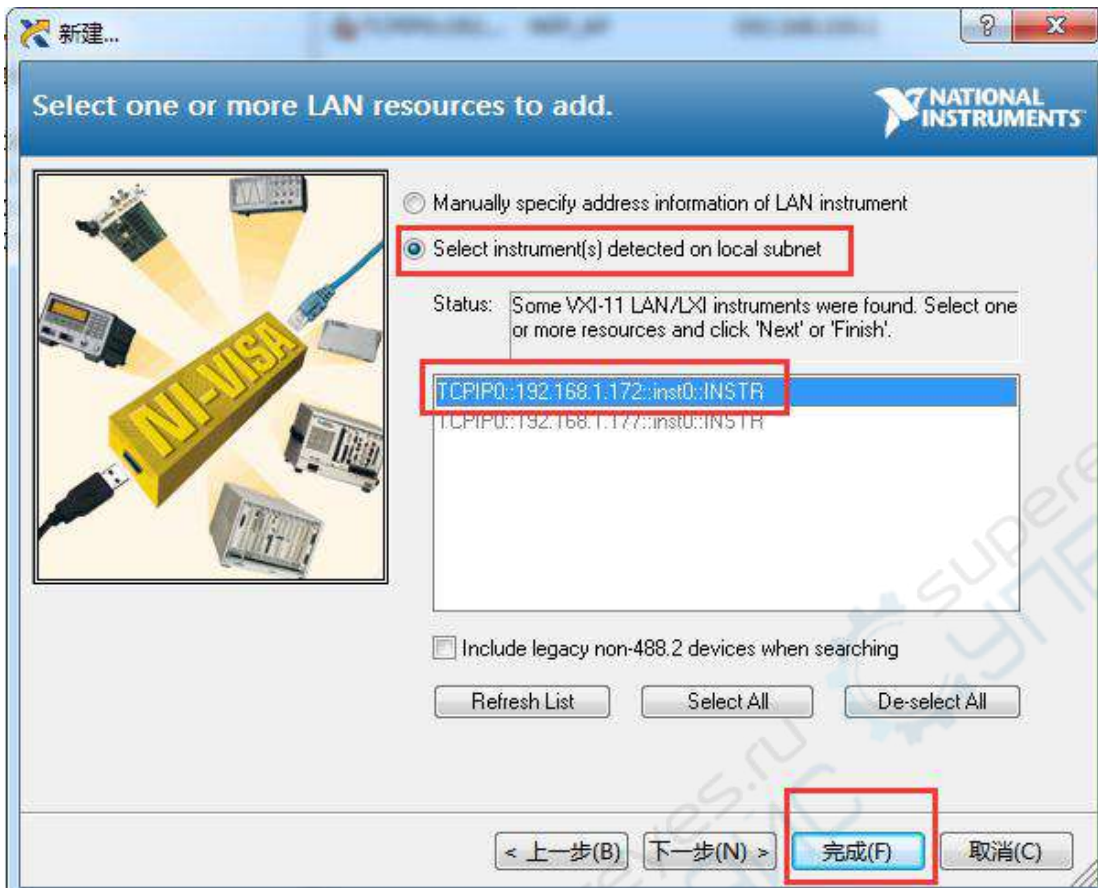 新建...
Select one or more LAN resources to add.
NATIONAL
INSTRUMENTS
NI-VISA
Manually specify address information of LAN instrument
Select instrument(s) detected on local subnet
Status: Some VXI-11 LAN/LXI instruments were found. Select one
or more resources and click 'Next' or 'Finish'.
TCPIP0::192.168.1.172::inst0::INSTR
TCPIP0::192.168.1.177::inst0::INSTR
Include legacy non-488.2 devices when searching
Refresh List Select All De-select All
< 上一步(B) 下一步(N) > 完成(F) 取消(C)